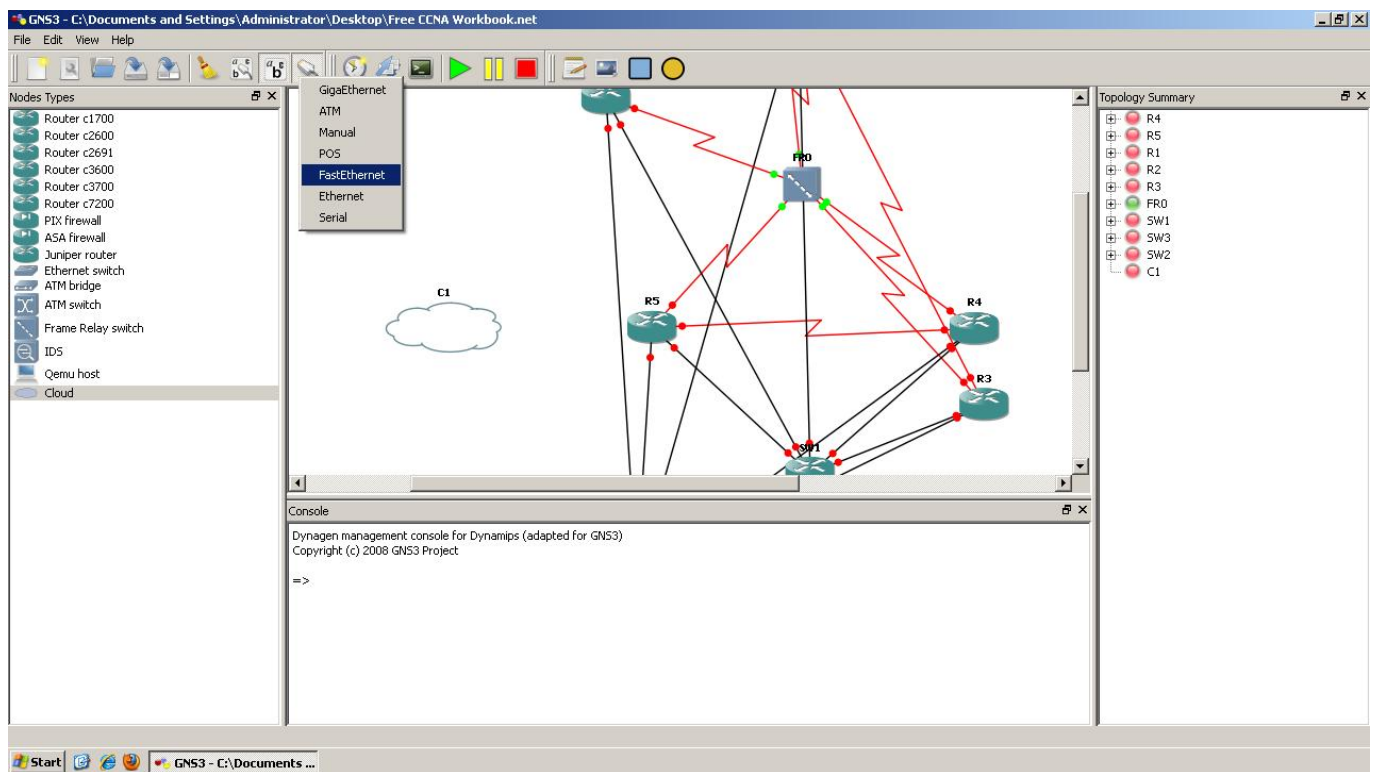 GNS3 - C:\Documents and Settings\Administrator\Desktop\Free CCNA Workbook.net
File Edit View Help
Nodes Types
Router c1700
Router c2600
Router c2691
Router c3600
Router c3700
Router c7200
PIX firewall
ASA firewall
Juniper router
Ethernet switch
ATM bridge
ATM switch
Frame Relay switch
IDS
Qemu host
Cloud
GigaEthernet
ATM
Manual
POS
FastEthernet
Ethernet
Serial
FR0
C1
R5
R4
R3
SW1
Console
Dynagen management console for Dynamips (adapted for GNS3)
Copyright (c) 2008 GNS3 Project
=>
Topology Summary
R4
R5
R1
R2
R3
FR0
SW1
SW3
SW2
C1
Start
GNS3 - C:\Documents ...